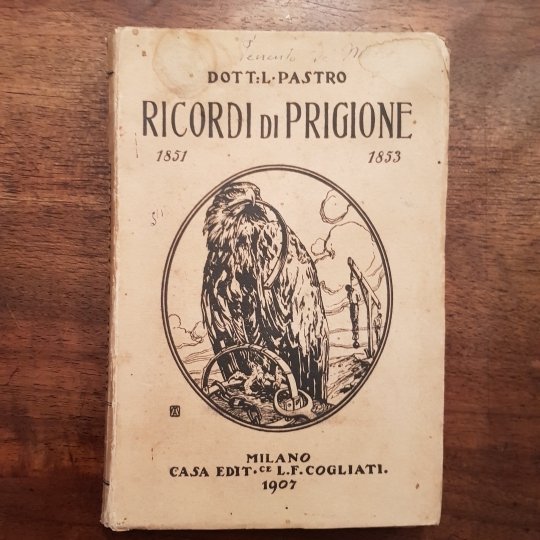 DOTT: L. PASTRO
RICORDI DI PRIGIONE
1851 1853
MILANO
CASA EDIT.CE L.F. COGLIATI.
1907